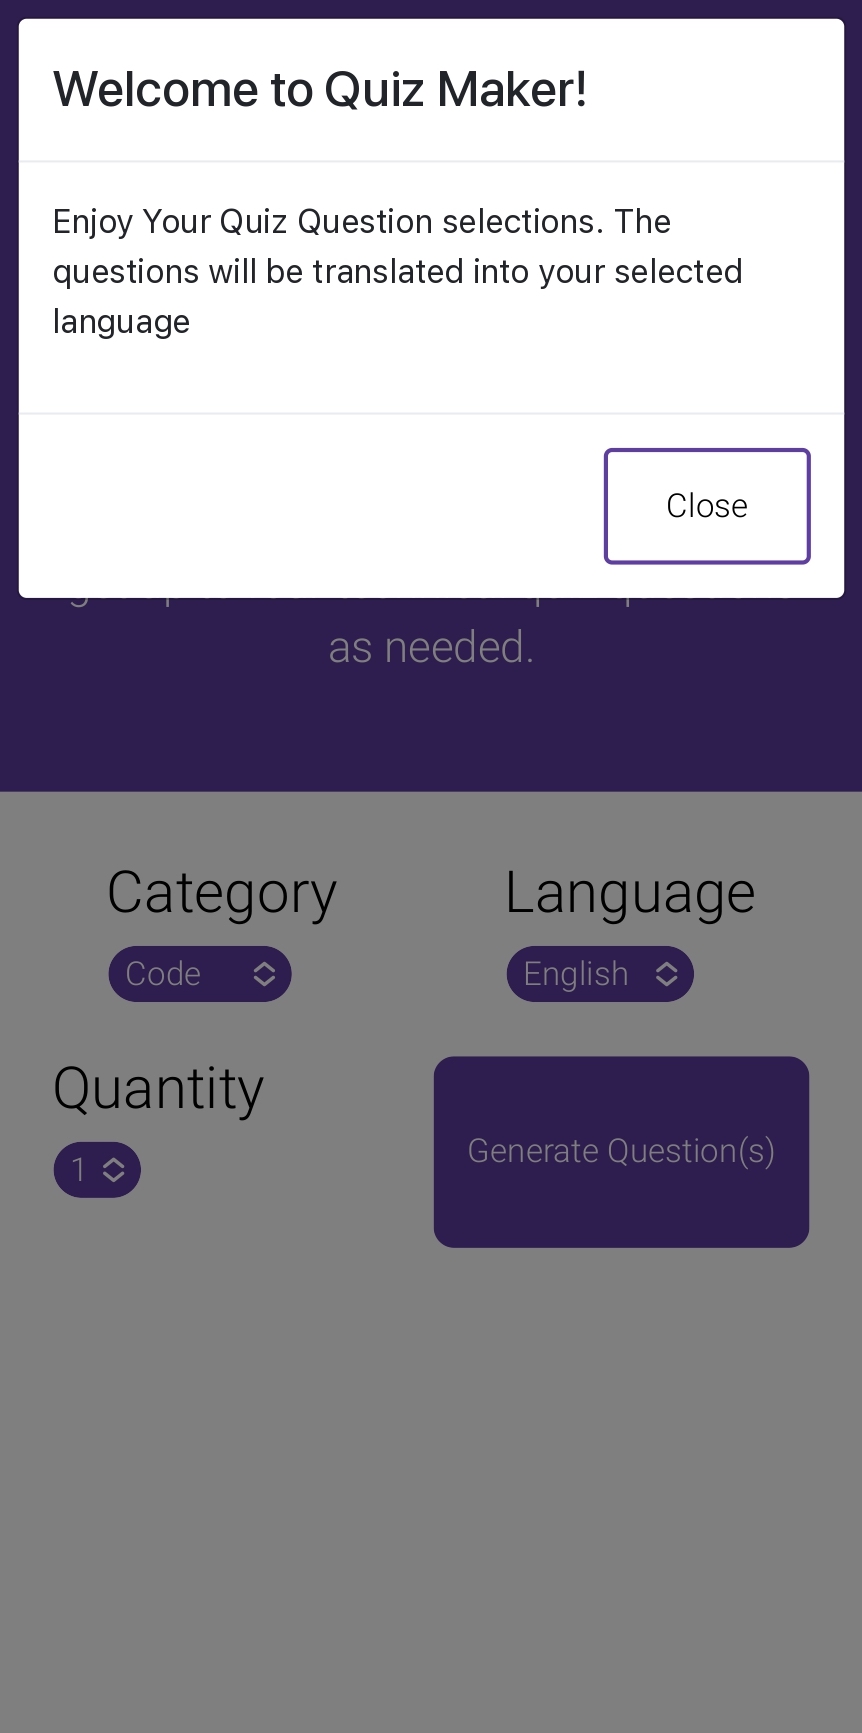 Welcome to Quiz Maker!
Enjoy Your Quiz Question selections. The
questions will be translated into your selected
language
Close
as needed.
Category
Language
Code
English
Quantity
1
Generate Question(s)